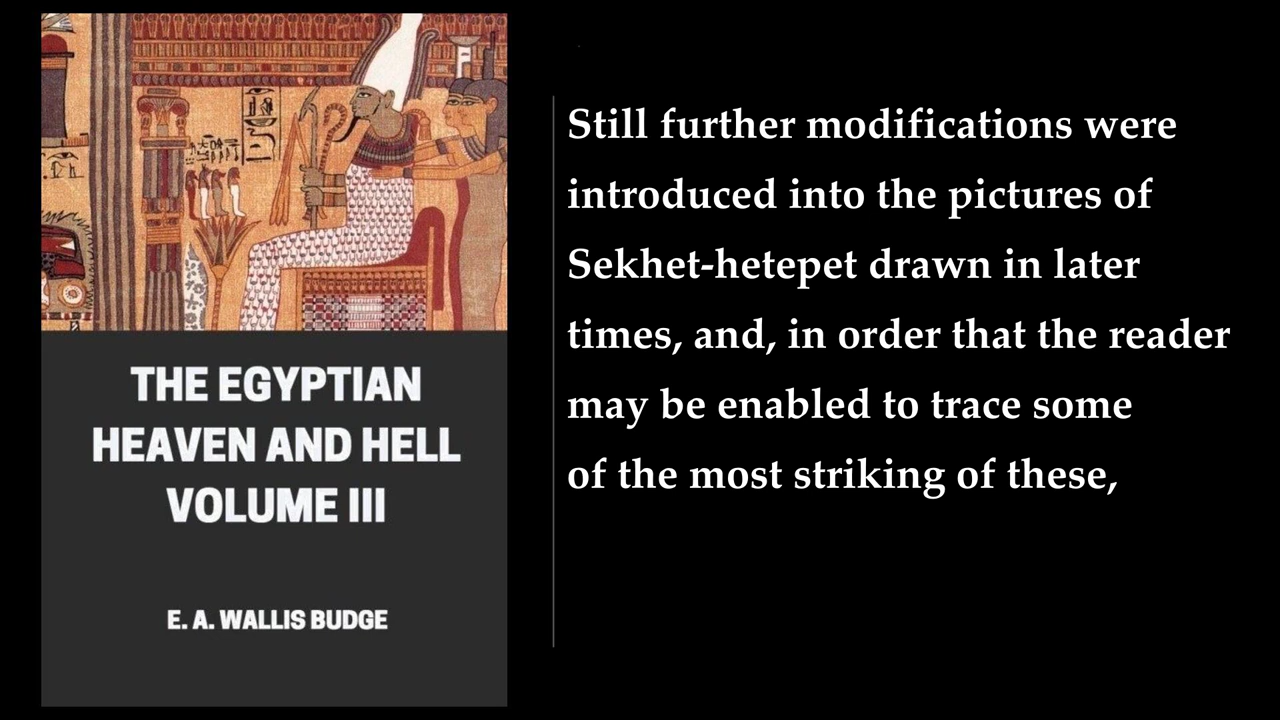 THE EGYPTIAN
HEAVEN AND HELL
VOLUME III
E. A. WALLIS BUDGE
Still further modifications were
introduced into the pictures of
Sekhet-hetepet drawn in later
times, and, in order that the reader
may be enabled to trace some
of the most striking of these,